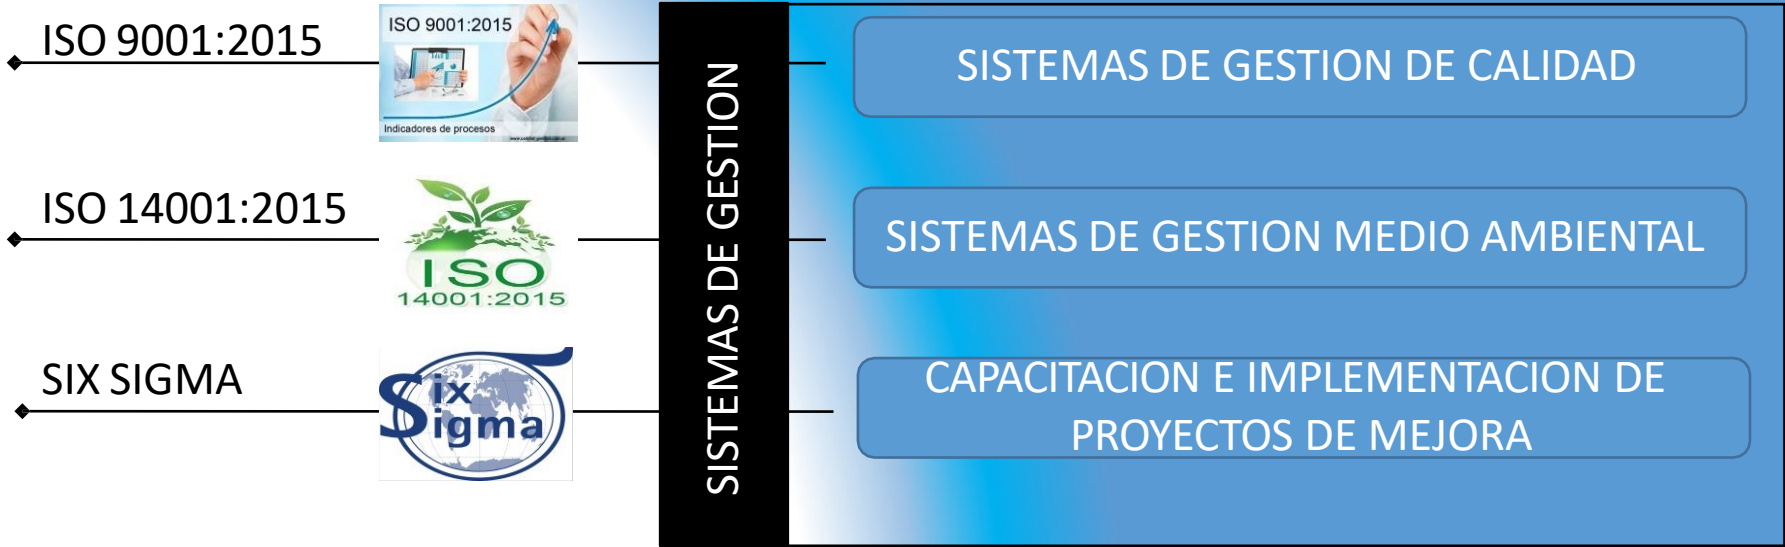 ISO 9001:2015
ISO 9001:2015
Indicadores de procesos
SISTEMAS DE GESTION DE CALIDAD
ISO 14001:2015
ISO
14001:2015
SISTEMAS DE GESTION MEDIO AMBIENTAL
SIX SIGMA
Six
Sigma
CAPACITACION E IMPLEMENTACION DE
PROYECTOS DE MEJORA
SISTEMAS DE GESTION